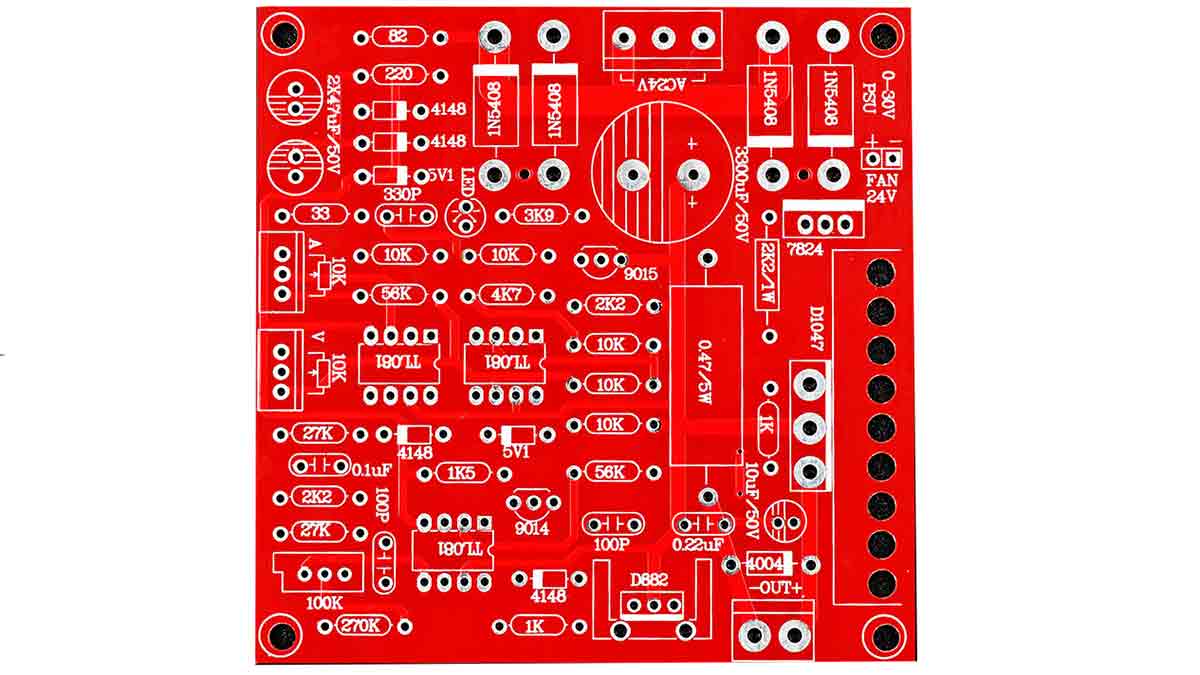 82
220
2X47uF/50V
4148
4148
5V1
330P
LED
1N5408
1N5408
AC24V
1N5408
1N5408
0-30V
PSU
+ -
FAN
24V
+
+
3300uF/50V
33
3K9
7824
A
10K
10K
10K
9015
2K2/1W
56K
4K7
2K2
D1047
V
10K
TL081
TL081
10K
0.47/5W
10K
27K
4148
5V1
10K
1K
0.1uF
1K5
56K
10uF/50V
2K2
100P
9014
27K
TL081
100P
0.22uF
4004
100K
4148
D882
-OUT+
270K
1K